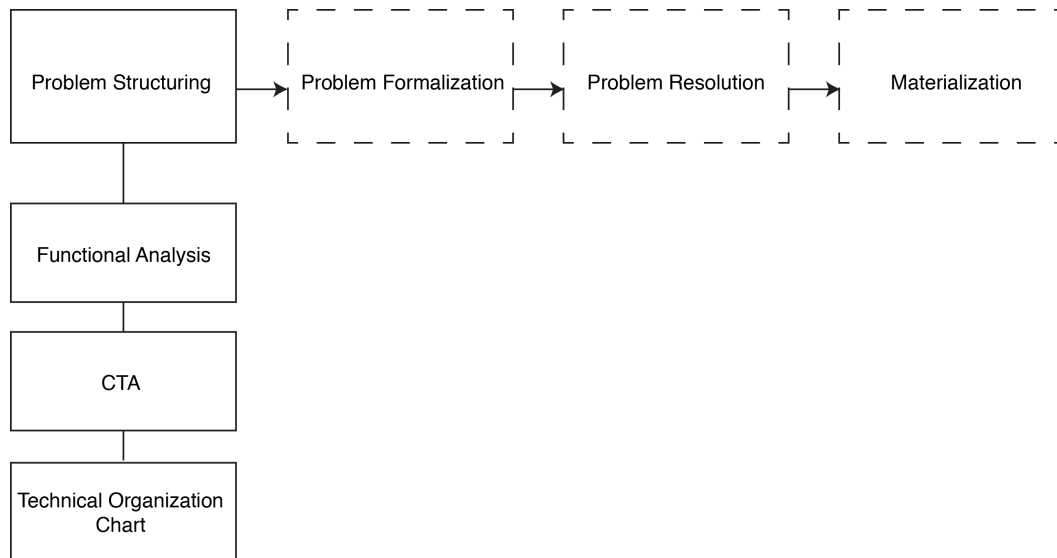 Problem Structuring
Problem Formalization
Problem Resolution
Materialization
Functional Analysis
CTA
Technical Organization
Chart